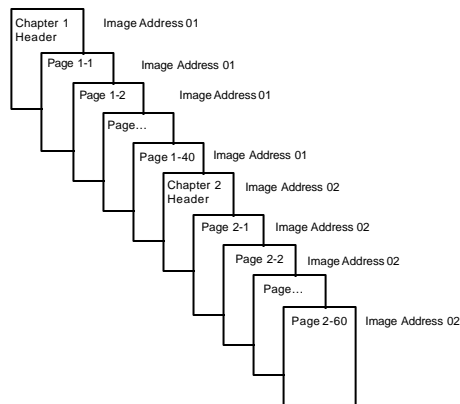 Chapter 1
Header
Image Address 01
Page 1-1
Image Address 01
Page 1-2
Image Address 01
Page...
Page 1-40
Image Address 01
Chapter 2
Header
Image Address 02
Page 2-1
Image Address 02
Page 2-2
Image Address 02
Page...
Page 2-60
Image Address 02